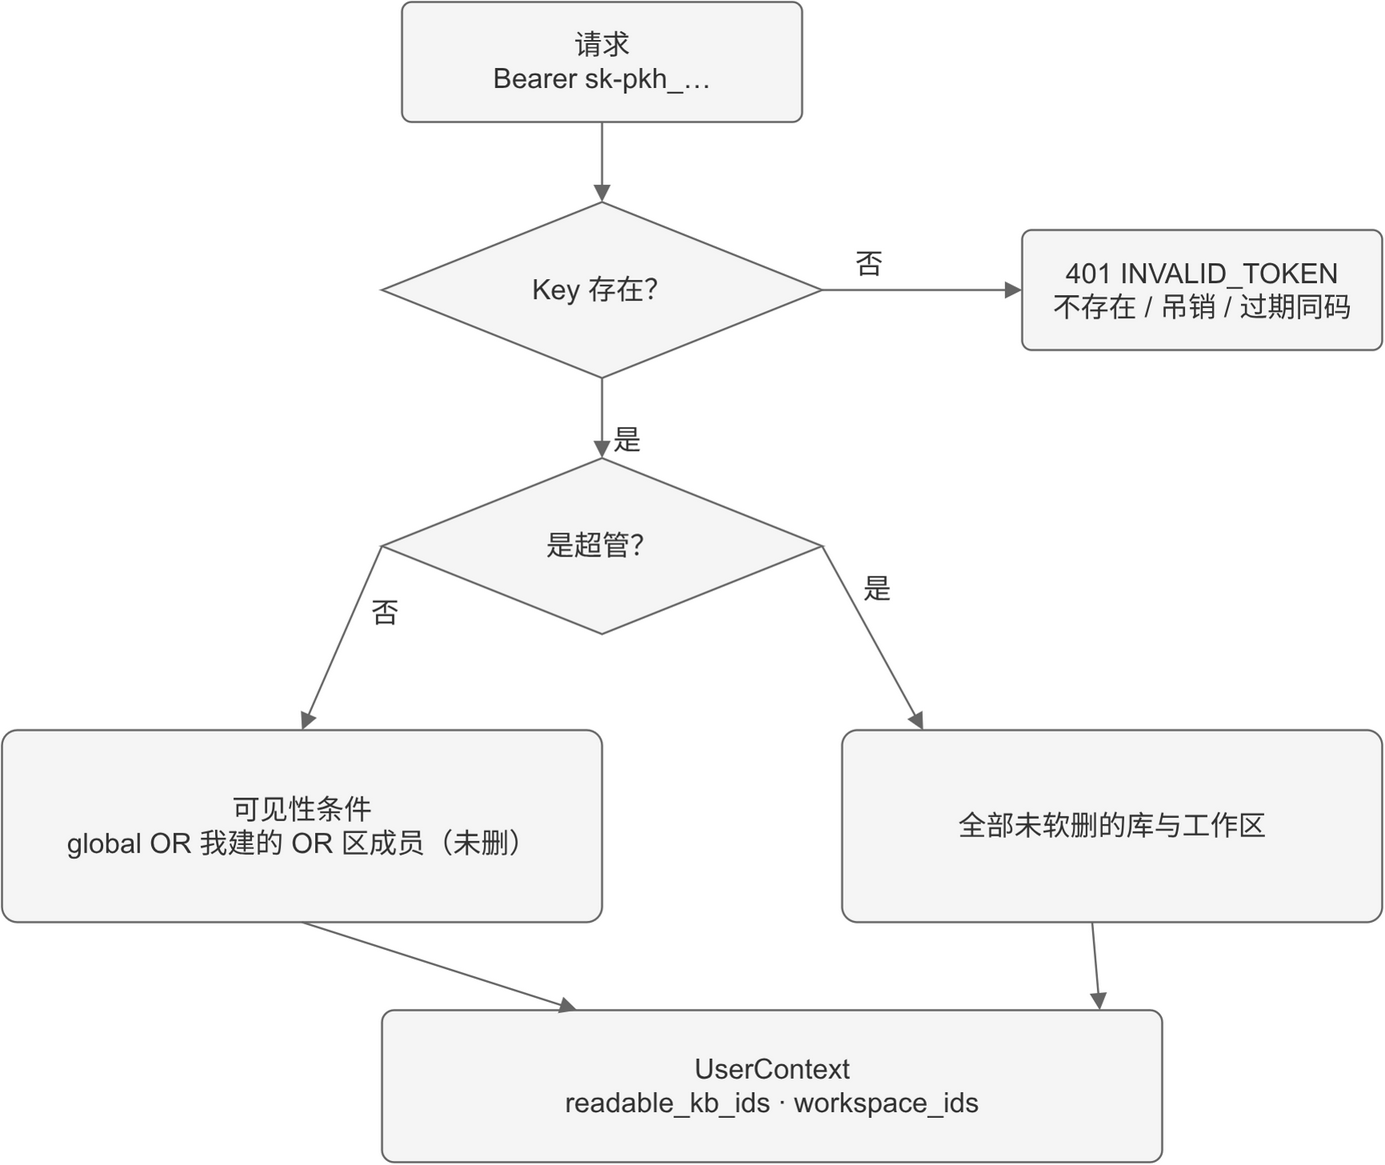 请求
Bearer sk-pkh_…
Key 存在？
否
401 INVALID_TOKEN
不存在 / 吊销 / 过期同码
是
是超管？
否
是
可见性条件
global OR 我建的 OR 区成员（未删）
全部未软删的库与工作区
UserContext
readable_kb_ids · workspace_ids